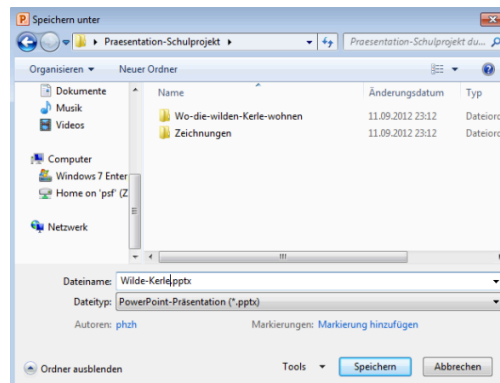 Speichern unter
Praesentation-Schulprojekt
Praesentation-Schulprojekt du...
Organisieren
Neuer Ordner
Name
Änderungsdatum
Typ
Dokumente
Musik
Videos
Computer
Windows 7 Enter
Home on 'psf' (Z
Netzwerk
Wo-die-wilden-Kerle-wohnen
11.09.2012 23:12
Dateiord
Zeichnungen
11.09.2012 23:12
Dateiord
Dateiname: Wilde-Kerle.pptx
Dateityp: PowerPoint-Präsentation (*.pptx)
Autoren: phzh
Markierungen: Markierung hinzufügen
Ordner ausblenden
Tools
Speichern
Abbrechen